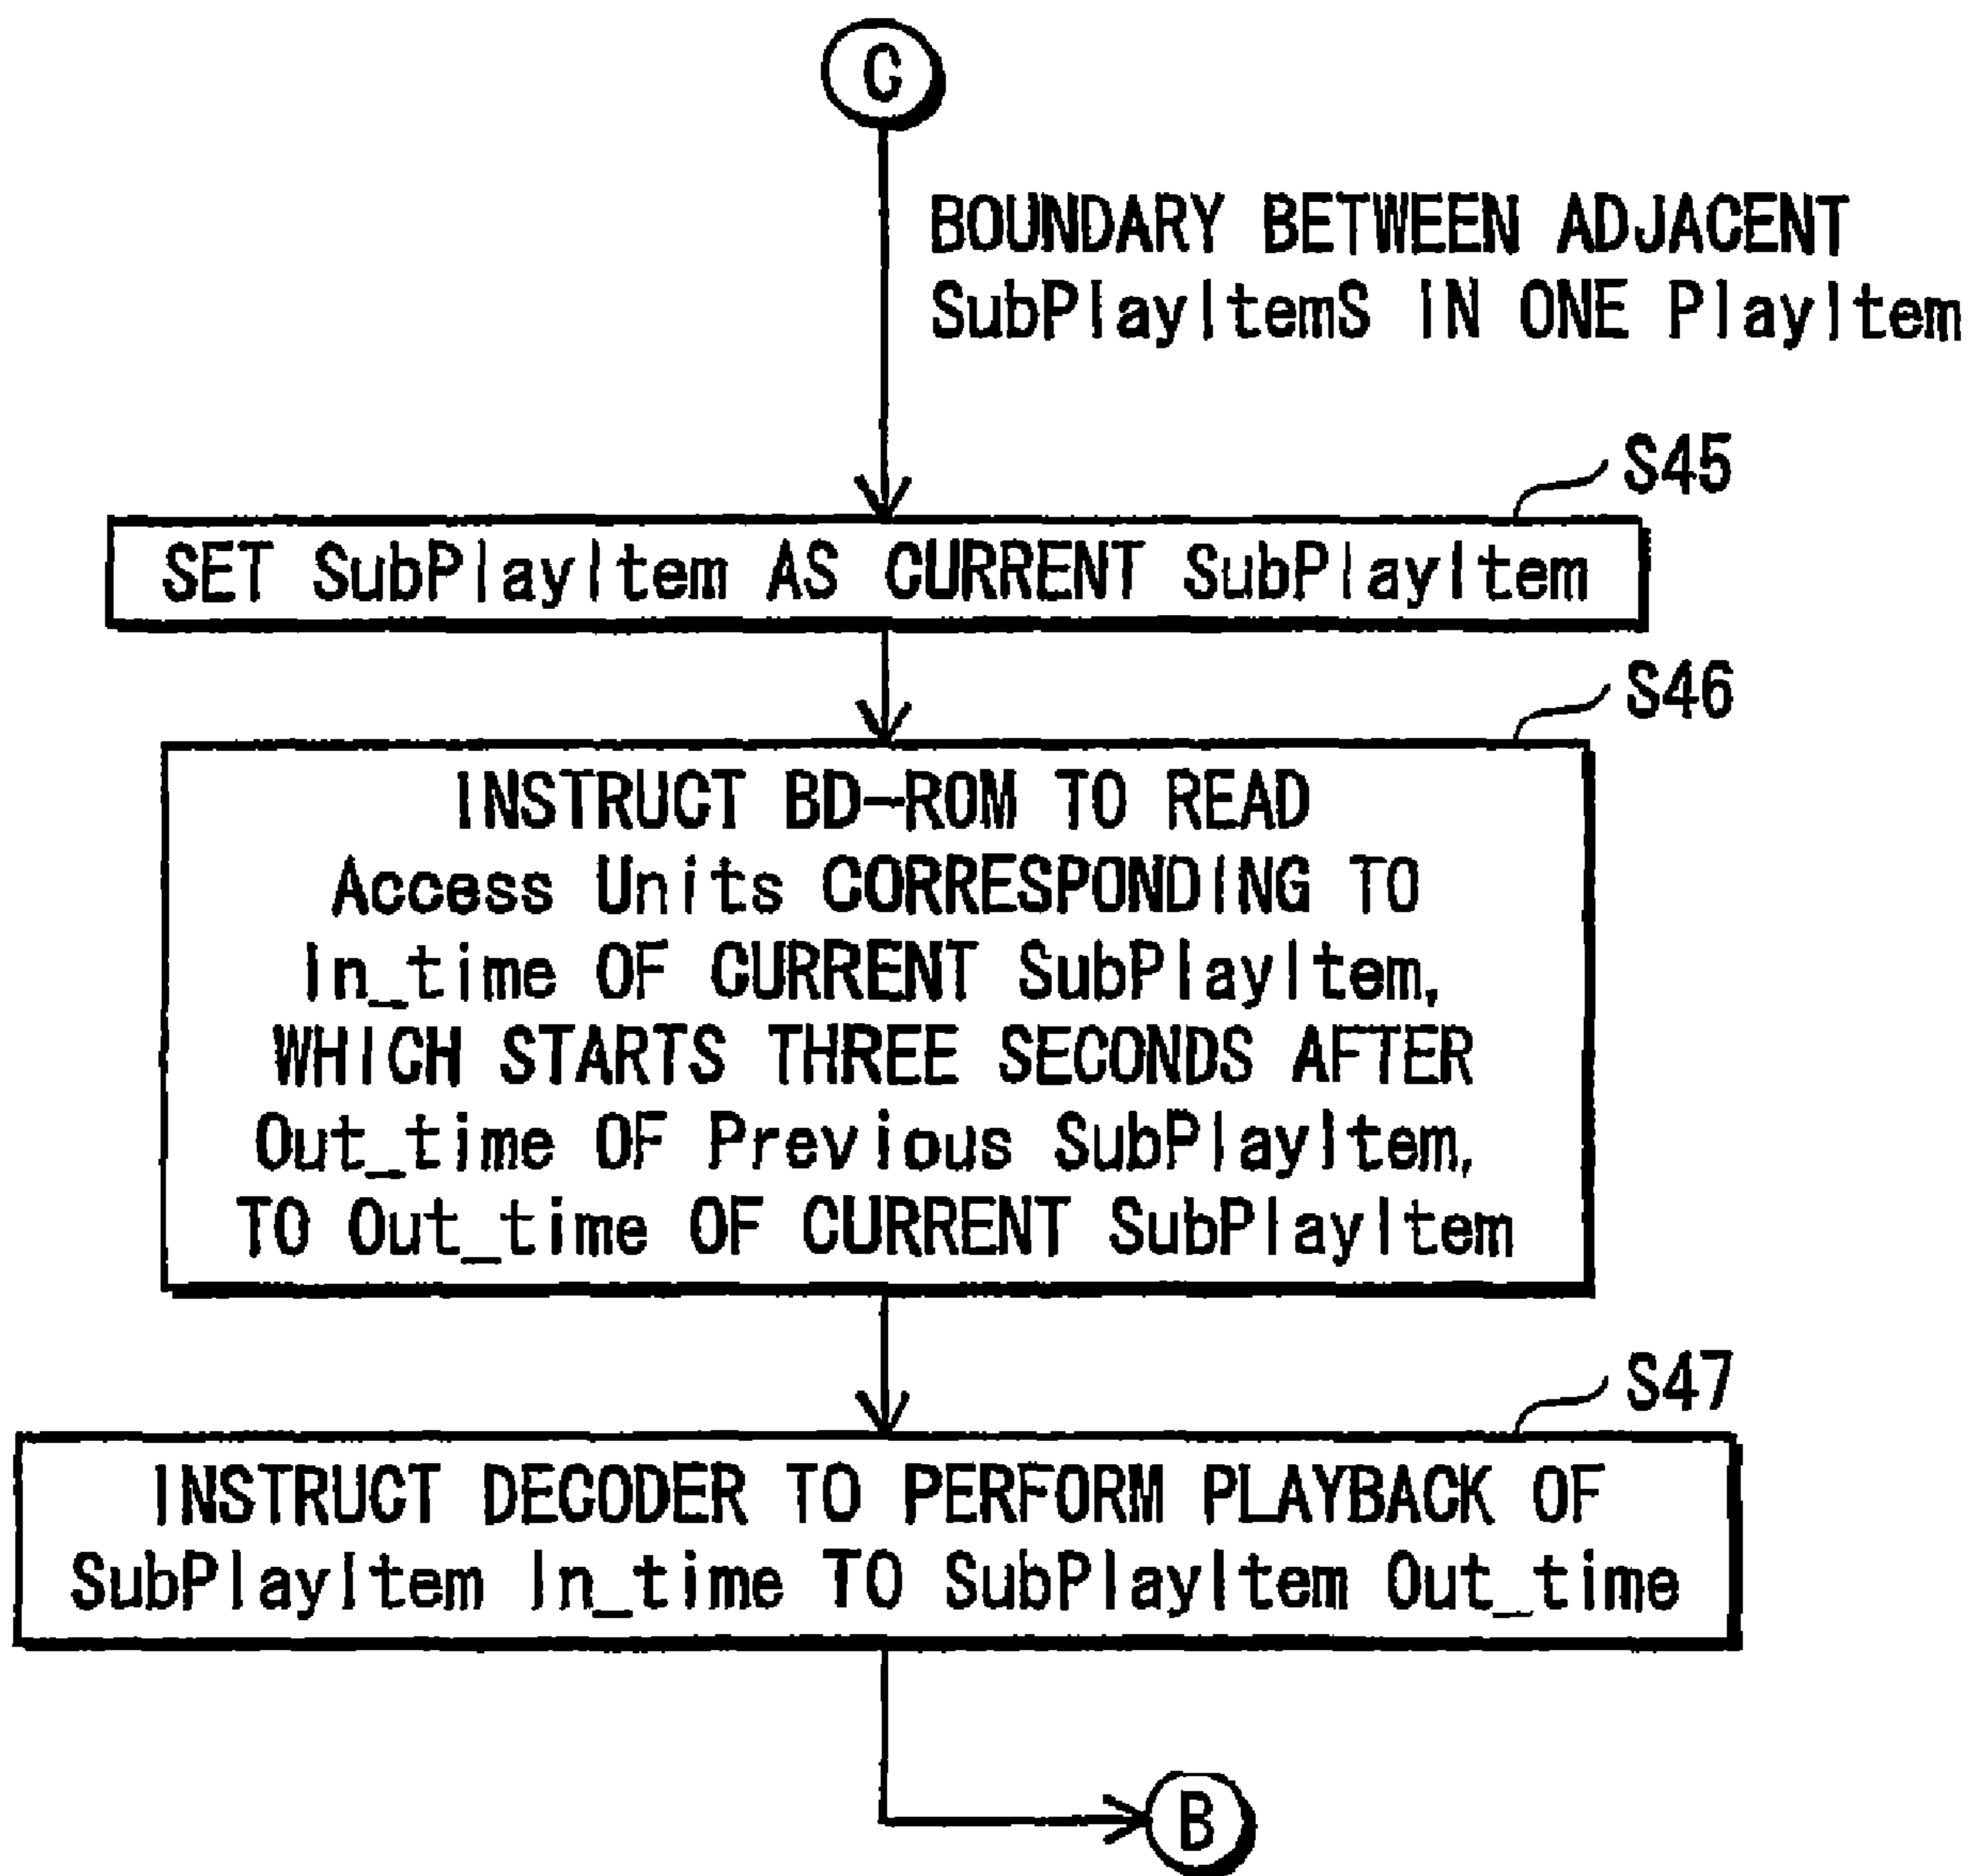 C
BOUNDARY BETWEEN ADJACENT
SubPlayItemS IN ONE PlayItem
S45
SET SubPlayItem AS CURRENT SubPlayItem
S46
INSTRUCT BD-ROM TO READ
Access Units CORRESPONDING TO
In_time OF CURRENT SubPlayItem,
WHICH STARTS THREE SECONDS AFTER
Out_time OF Previous SubPlayItem,
TO Out_time OF CURRENT SubPlayItem
S47
INSTRUCT DECODER TO PERFORM PLAYBACK OF
SubPlayItem In_time TO SubPlayItem Out_time
B